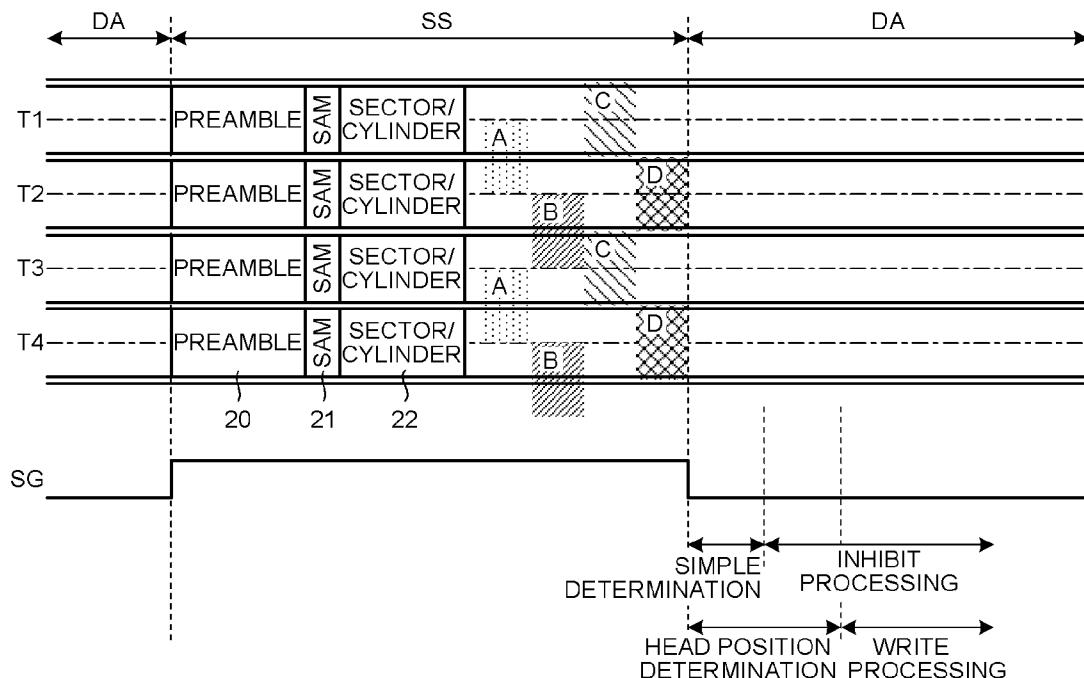 DA SS DA
T1 PREAMBLE SAM SECTOR/
CYLINDER A C
T2 PREAMBLE SAM SECTOR/
CYLINDER B D
T3 PREAMBLE SAM SECTOR/
CYLINDER A C
T4 PREAMBLE SAM SECTOR/
CYLINDER B D
20 21 22
SG
SIMPLE
DETERMINATION
INHIBIT
PROCESSING
HEAD POSITION
DETERMINATION
WRITE
PROCESSING